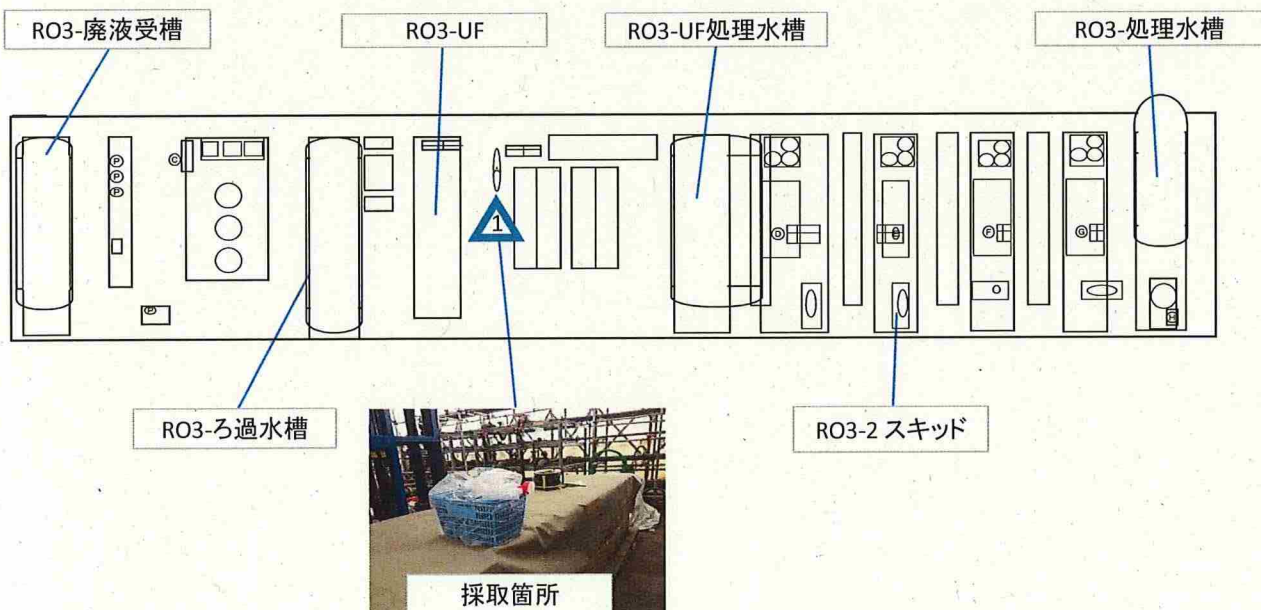 RO3-廃液受槽
RO3-UF
RO3-UF処理水槽
RO3-処理水槽
P
P
P
C
1
D
F
G
P
RO3-ろ過水槽
RO3-2 スキッド
採取箇所